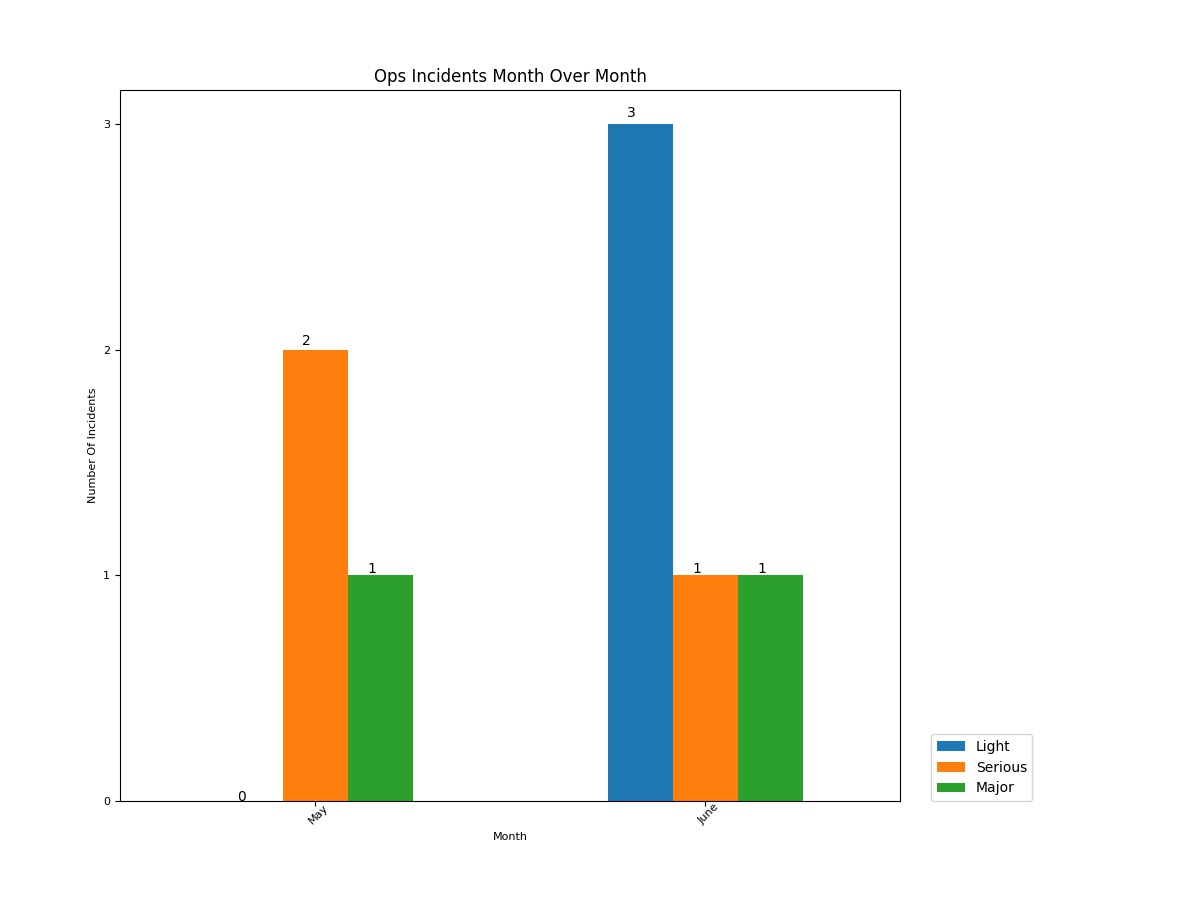 Ops Incidents Month Over Month
3
3
2
2
Number Of Incidents
1
1
1
1
0
0
May
June
Month
Light
Serious
Major